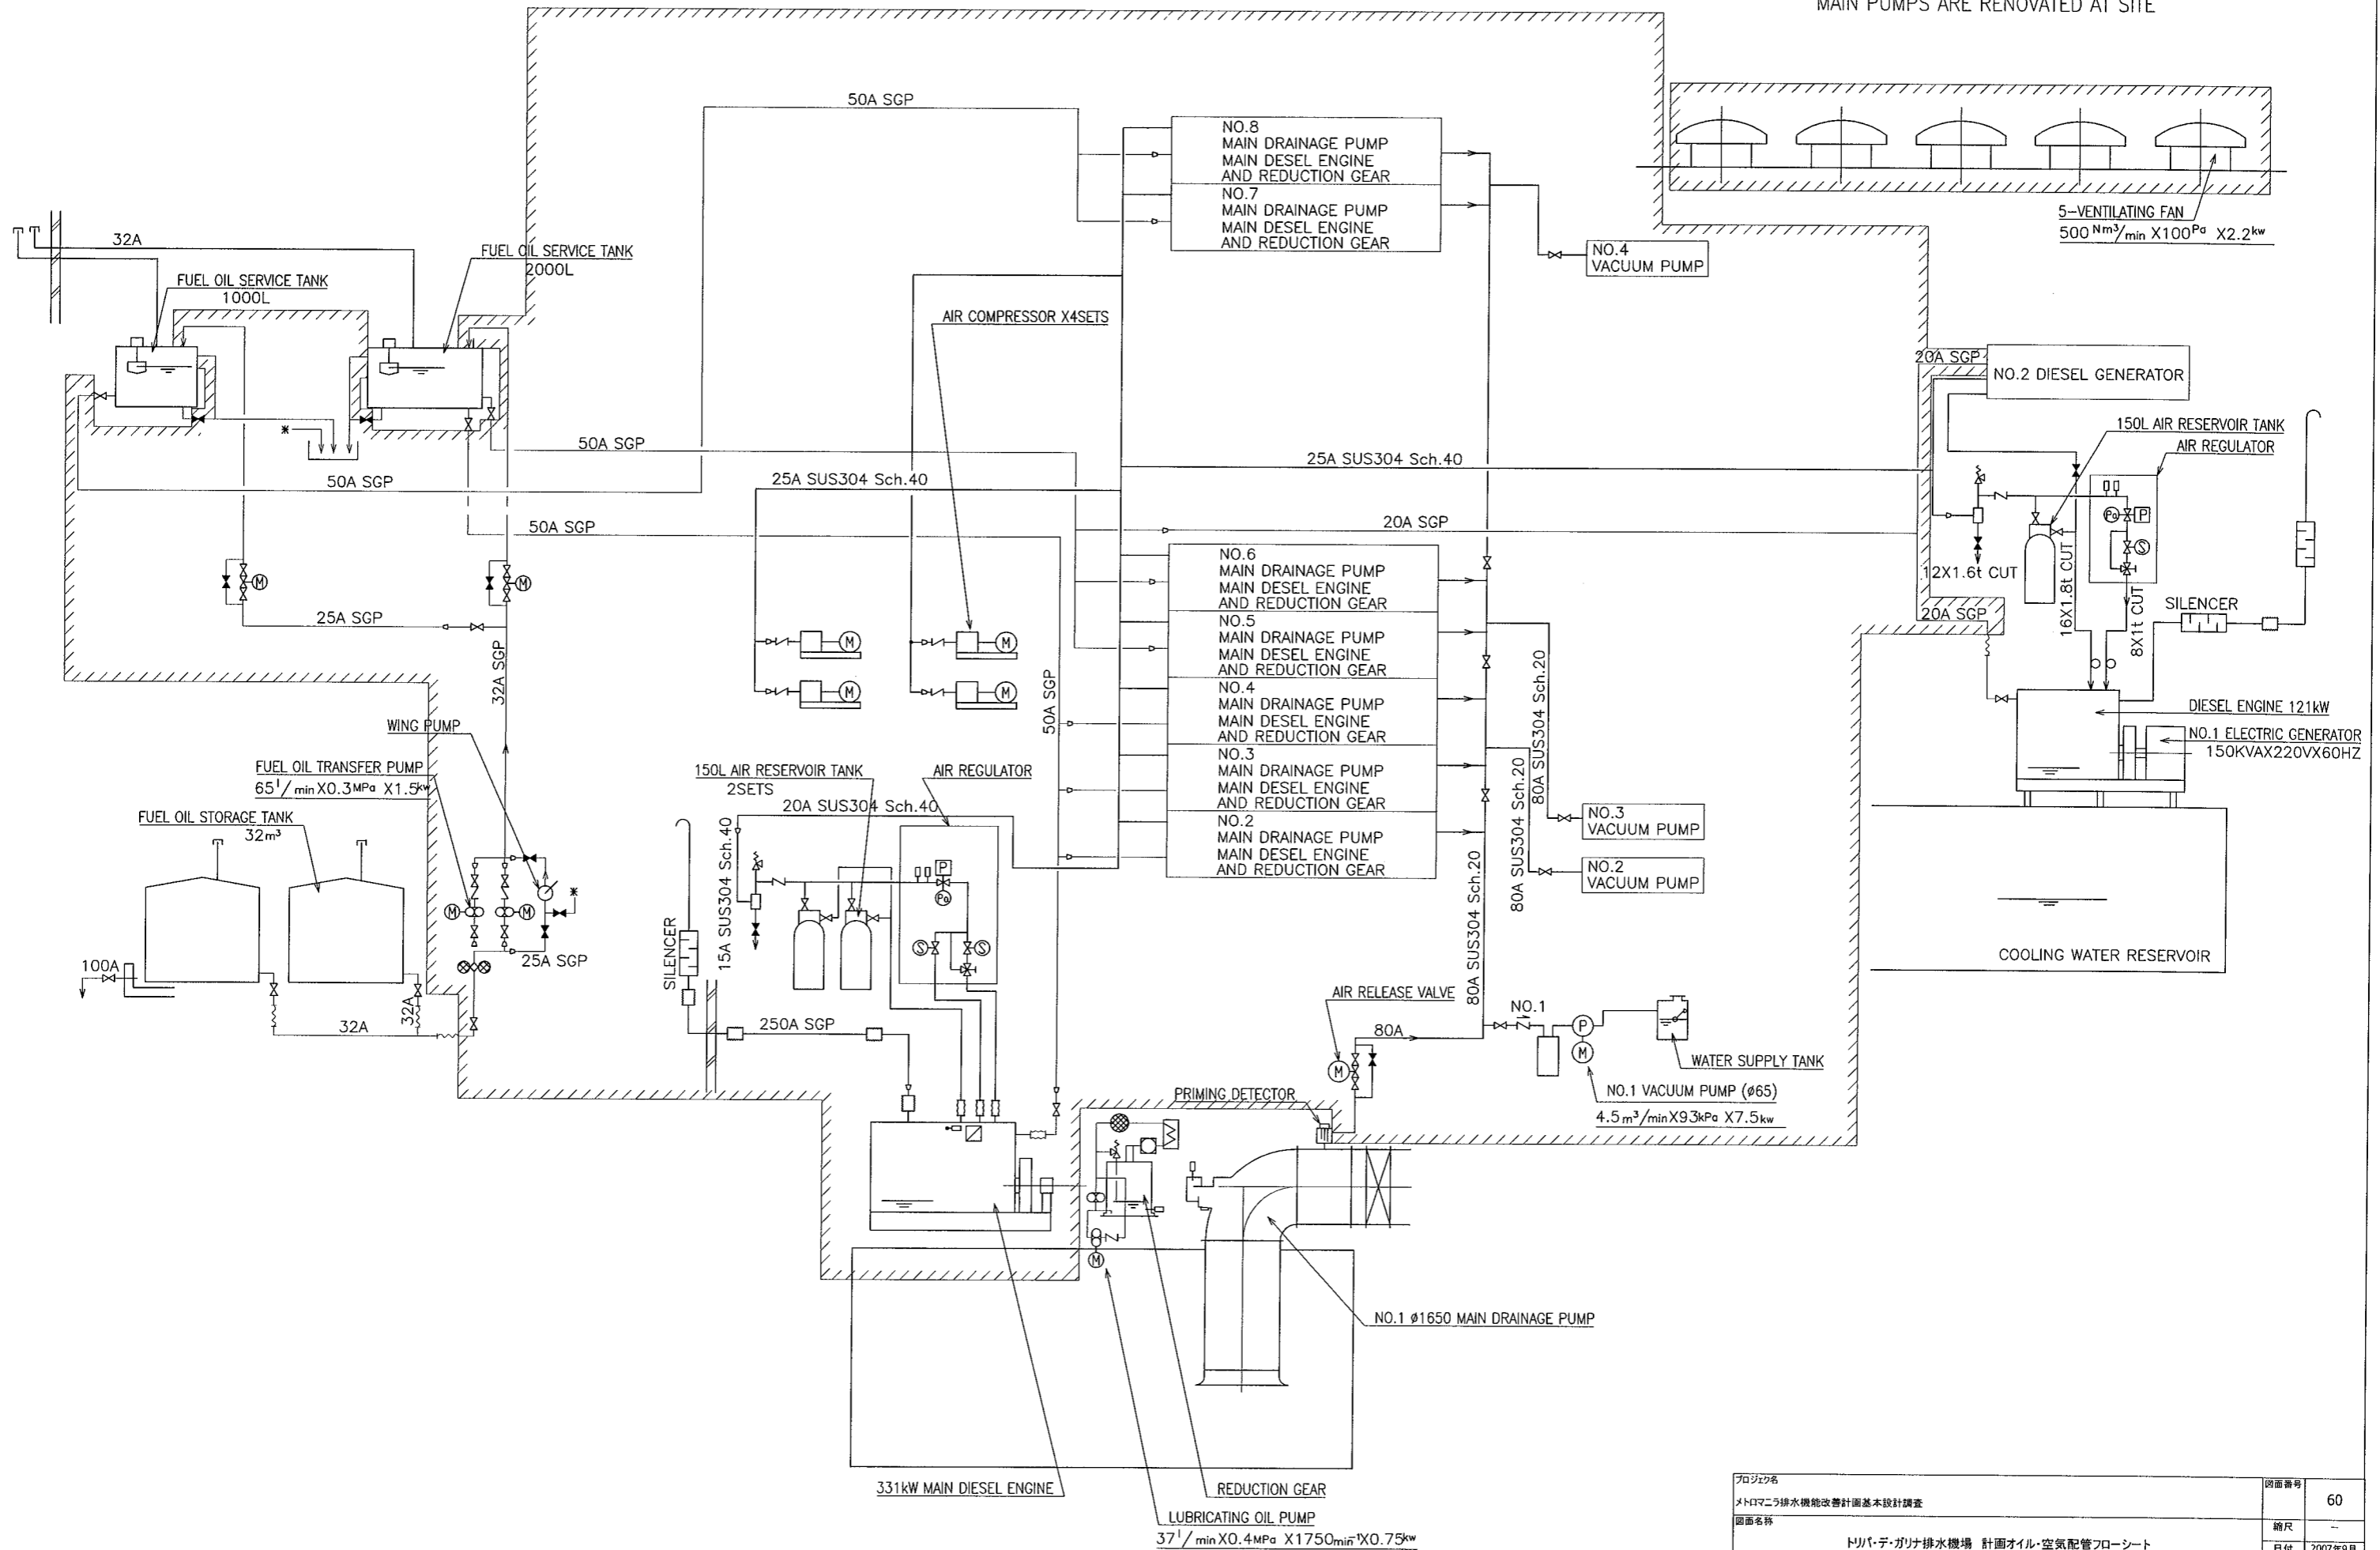 MAIN PUMPS ARE RENOVATED AT SITE
50A SGP
NO.8
MAIN DRAINAGE PUMP
MAIN DESEL ENGINE
AND REDUCTION GEAR
NO.7
MAIN DRAINAGE PUMP
MAIN DESEL ENGINE
AND REDUCTION GEAR
5-VENTILATING FAN
500 Nm³/min X100Pa X2.2kw
NO.4
VACUUM PUMP
32A
FUEL OIL SERVICE TANK
2000L
FUEL OIL SERVICE TANK
1000L
AIR COMPRESSOR X4SETS
20A SGP
NO.2 DIESEL GENERATOR
150L AIR RESERVOIR TANK
AIR REGULATOR
*
50A SGP
50A SGP
25A SUS304 Sch.40
25A SUS304 Sch.40
50A SGP
20A SGP
Pa
P
S
12X1.6t CUT
16X1.8t CUT
8X1t CUT
SILENCER
20A SGP
M
M
25A SGP
32A SGP
NO.6
MAIN DRAINAGE PUMP
MAIN DESEL ENGINE
AND REDUCTION GEAR
NO.5
MAIN DRAINAGE PUMP
MAIN DESEL ENGINE
AND REDUCTION GEAR
NO.4
MAIN DRAINAGE PUMP
MAIN DESEL ENGINE
AND REDUCTION GEAR
NO.3
MAIN DRAINAGE PUMP
MAIN DESEL ENGINE
AND REDUCTION GEAR
NO.2
MAIN DRAINAGE PUMP
MAIN DESEL ENGINE
AND REDUCTION GEAR
M
M
M
M
50A SGP
80A SUS304 Sch.20
80A SUS304 Sch.20
80A SUS304 Sch.20
DIESEL ENGINE 121kW
NO.1 ELECTRIC GENERATOR
150KVAX220VX60HZ
WING PUMP
FUEL OIL TRANSFER PUMP
65l/minX0.3MPa X1.5kw
FUEL OIL STORAGE TANK
32m³
150L AIR RESERVOIR TANK
2SETS
AIR REGULATOR
20A SUS304 Sch.40
15A SUS304 Sch.40
SILENCER
P
Pa
S
S
NO.3
VACUUM PUMP
NO.2
VACUUM PUMP
M
M
*
25A SGP
100A
32A
32A
COOLING WATER RESERVOIR
250A SGP
AIR RELEASE VALVE
80A
M
NO.1
P
M
WATER SUPPLY TANK
NO.1 VACUUM PUMP (ø65)
4.5m³/minX93kPa X7.5kw
PRIMING DETECTOR
M
NO.1 ø1650 MAIN DRAINAGE PUMP
331kW MAIN DIESEL ENGINE
REDUCTION GEAR
LUBRICATING OIL PUMP
37l/minX0.4MPa X1750min⁻¹X0.75kw
プロジェクト名
メトロマニラ排水機能改善計画基本設計調査
図面番号
60
図面名称
トリパ・デ・ガリナ排水機場 計画オイル・空気配管フローシート
縮尺
-
日付
2007年9月